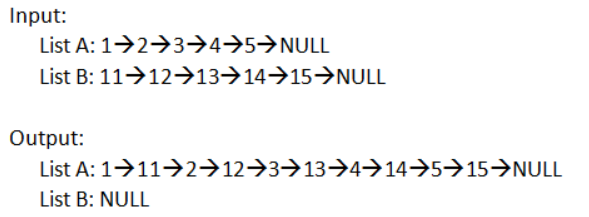 Input:
List A: 1→2→3→4→5→NULL
List B: 11→12→13→14→15→NULL
Output:
List A: 1→11→2→12→3→13→4→14→5→15→NULL
List B: NULL